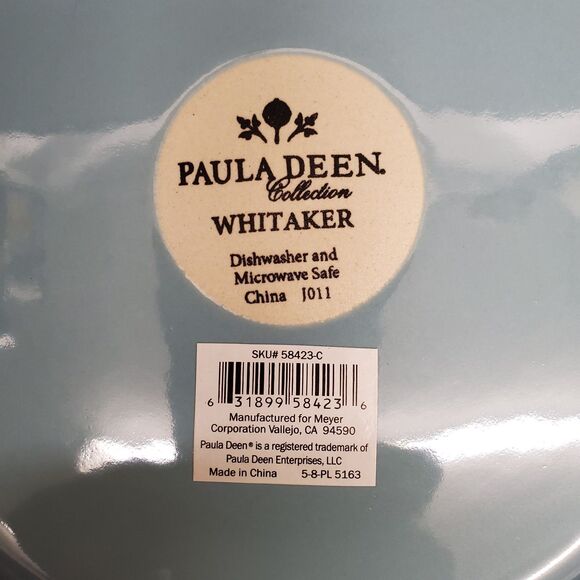 PAULA DEEN.
Collection
WHITAKER
Dishwasher and
Microwave Safe
China J011
SKU# 58423-C
6 31899 58423 6
Manufactured for Meyer
Corporation Vallejo, CA 94590
Paula Deen® is a registered trademark of
Paula Deen Enterprises, LLC
Made in China 5-8-PL 5163